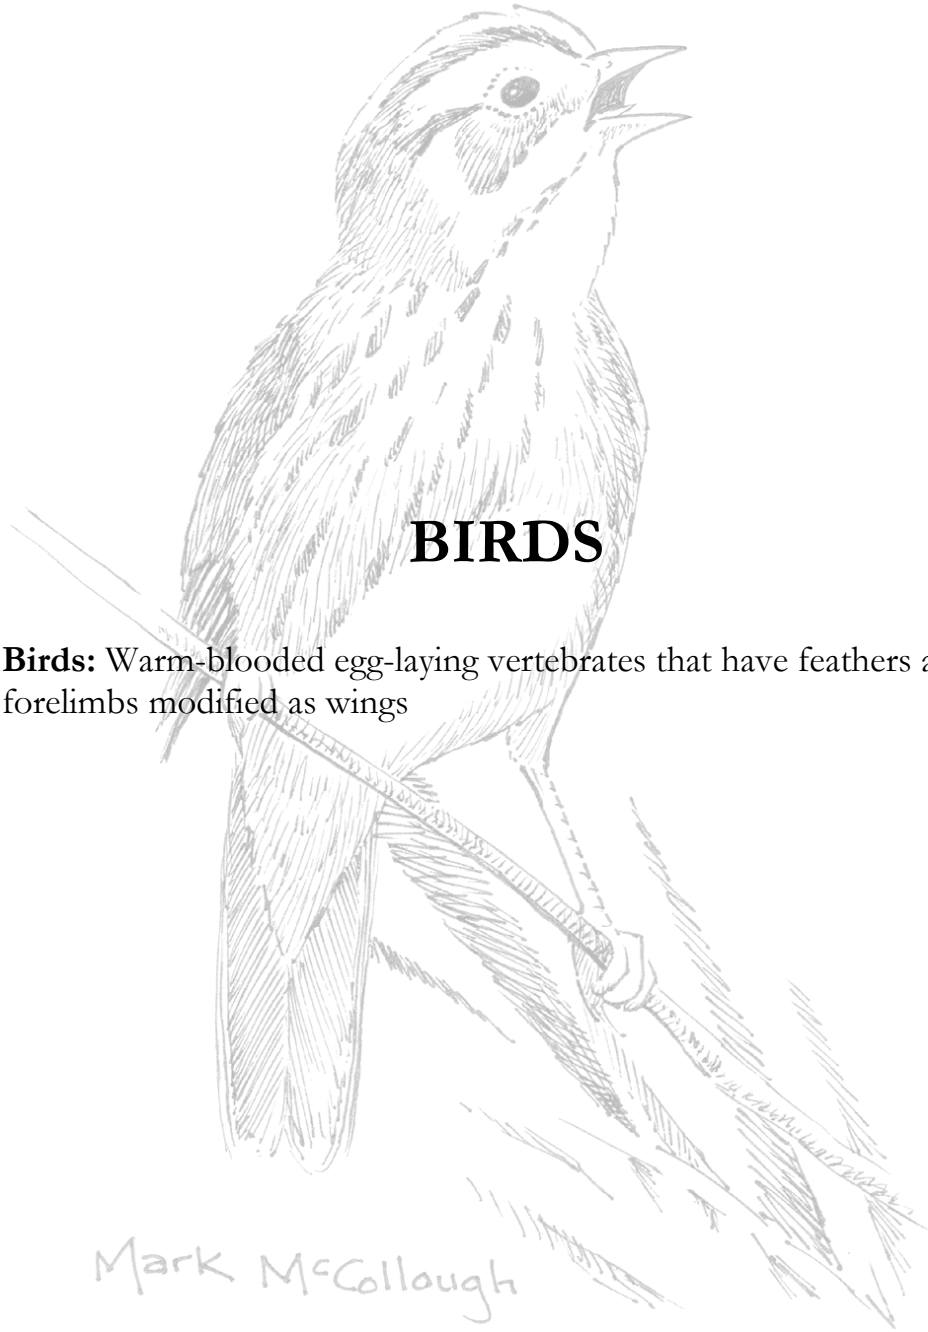 BIRDS
Birds: Warm-blooded egg-laying vertebrates that have feathers
forelimbs modified as wings
Mark McCollough